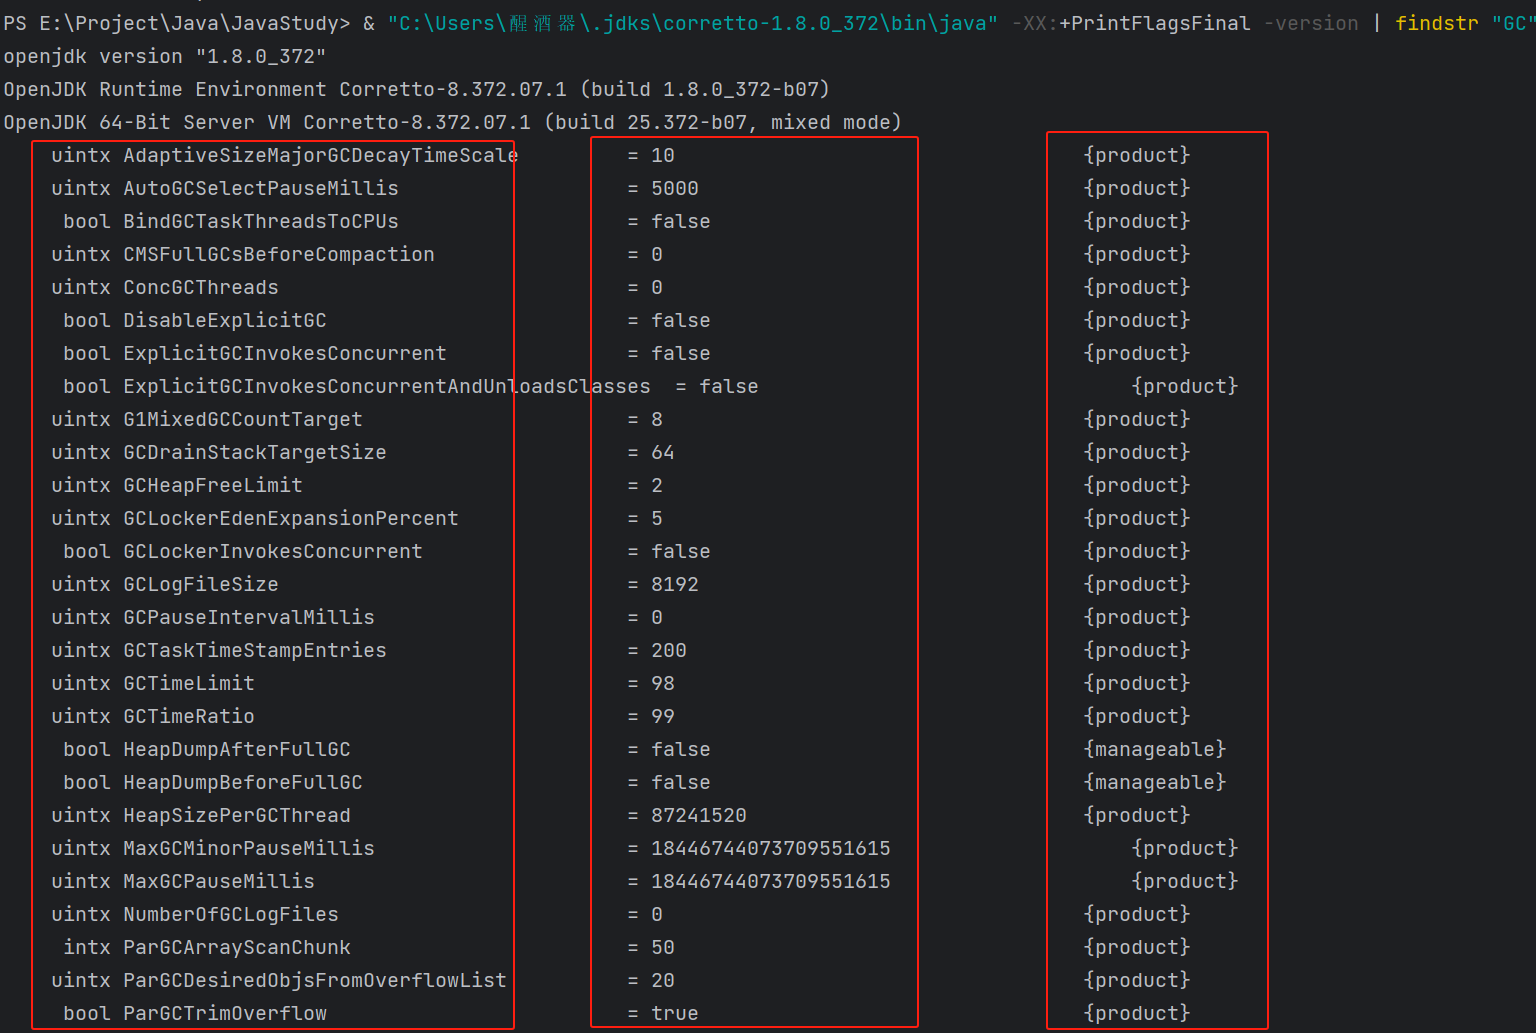 PS E:\Project\Java\JavaStudy> & "C:\Users\醒酒器\.jdks\corretto-1.8.0_372\bin\java" -XX:+PrintFlagsFinal -version | findstr "GC"
openjdk version "1.8.0_372"
OpenJDK Runtime Environment Corretto-8.372.07.1 (build 1.8.0_372-b07)
OpenJDK 64-Bit Server VM Corretto-8.372.07.1 (build 25.372-b07, mixed mode)
uintx AdaptiveSizeMajorGCDecayTimeScale = 10 {product}
uintx AutoGCSelectPauseMillis = 5000 {product}
bool BindGCTaskThreadsToCPUs = false {product}
uintx CMSFullGCsBeforeCompaction = 0 {product}
uintx ConcGCThreads = 0 {product}
bool DisableExplicitGC = false {product}
bool ExplicitGCInvokesConcurrent = false {product}
bool ExplicitGCInvokesConcurrentAndUnloadsClasses = false {product}
uintx G1MixedGCCountTarget = 8 {product}
uintx GCDrainStackTargetSize = 64 {product}
uintx GCHeapFreeLimit = 2 {product}
uintx GCLockerEdenExpansionPercent = 5 {product}
bool GCLockerInvokesConcurrent = false {product}
uintx GCLogFileSize = 8192 {product}
uintx GCPauseIntervalMillis = 0 {product}
uintx GCTaskTimeStampEntries = 200 {product}
uintx GCTimeLimit = 98 {product}
uintx GCTimeRatio = 99 {product}
bool HeapDumpAfterFullGC = false {manageable}
bool HeapDumpBeforeFullGC = false {manageable}
uintx HeapSizePerGCThread = 87241520 {product}
uintx MaxGCMinorPauseMillis = 18446744073709551615 {product}
uintx MaxGCPauseMillis = 18446744073709551615 {product}
uintx NumberOfGCLogFiles = 0 {product}
intx ParGCArrayScanChunk = 50 {product}
uintx ParGCDesiredObjsFromOverflowList = 20 {product}
bool ParGCTrimOverflow = true {product}